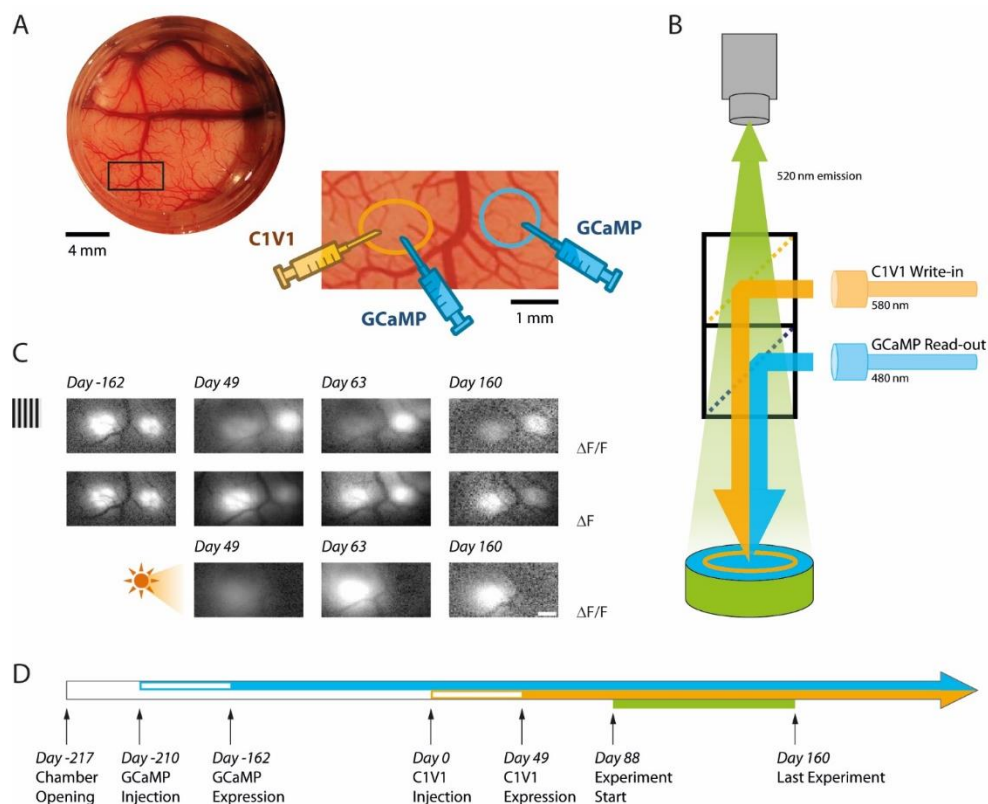 A
4 mm
C1V1
GCaMP
GCaMP
1 mm
B
520 nm emission
C1V1 Write-in
580 nm
GCaMP Read-out
480 nm
C
Day -162
Day 49
Day 63
Day 160
ΔF/F
ΔF
Day 49
Day 63
Day 160
ΔF/F
D
Day -217
Chamber
Opening
Day -210
GCaMP
Injection
Day -162
GCaMP
Expression
Day 0
C1V1
Injection
Day 49
C1V1
Expression
Day 88
Experiment
Start
Day 160
Last Experiment